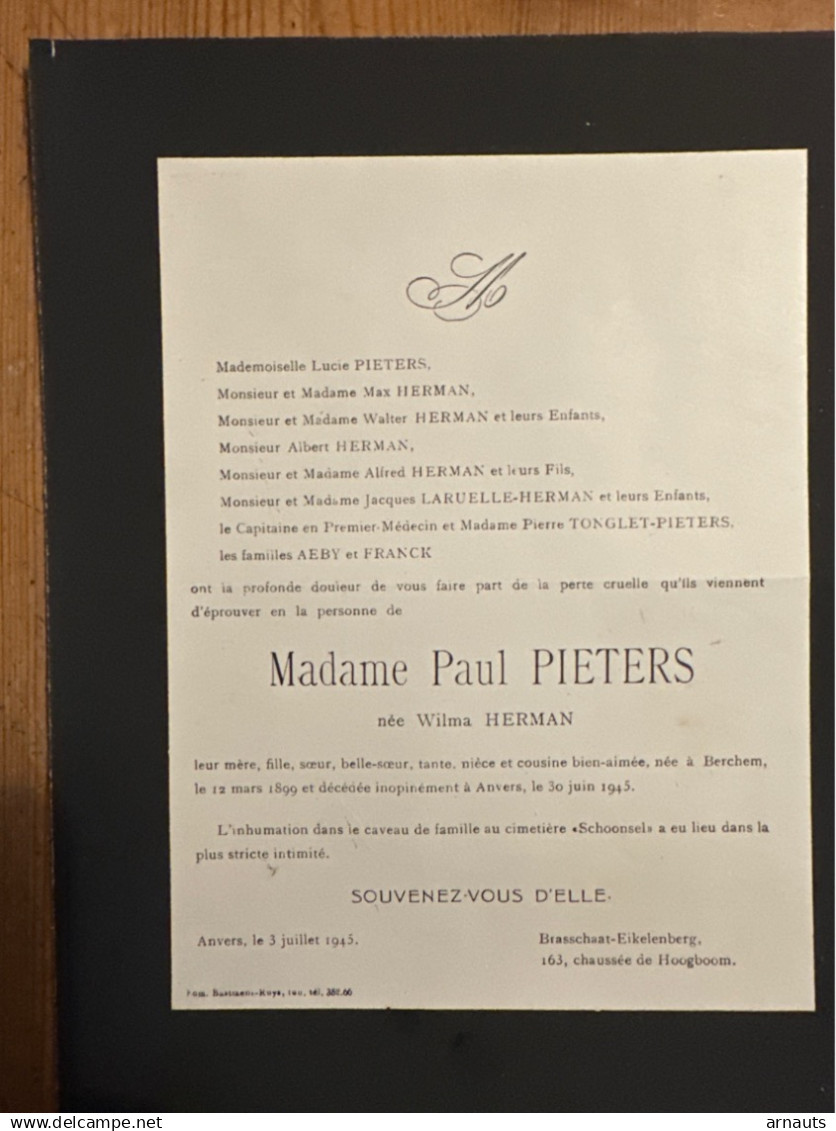 Mademoiselle Lucie PIETERS,
Monsieur et Madame Max HERMAN,
Monsieur et Madame Walter HERMAN et leurs Enfants,
Monsieur Albert HERMAN,
Monsieur et Madame Alfred HERMAN et leurs Fils,
Monsieur et Madame Jacques LARUELLE-HERMAN et leurs Enfants,
le Capitaine en Premier-Médecin et Madame Pierre TONGLET-PIETERS,
les familles AEBY et FRANCK
ont la profonde douleur de vous faire part de la perte cruelle qu'ils viennent
d'éprouver en la personne de
Madame Paul PIETERS
née Wilma HERMAN
leur mère, fille, sœur, belle-sœur, tante, nièce et cousine bien-aimée, née à Berchem,
le 12 mars 1899 et décédée inopinément à Anvers, le 30 juin 1945.
L'inhumation dans le caveau de famille au cimetière «Schoonsel» a eu lieu dans la
plus stricte intimité.
SOUVENEZ-VOUS D'ELLE.
Anvers, le 3 juillet 1945.
Brasschaat-Eikelenberg,
163, chaussée de Hoogboom.
tél. 382.66
delcampe.net
arnauts